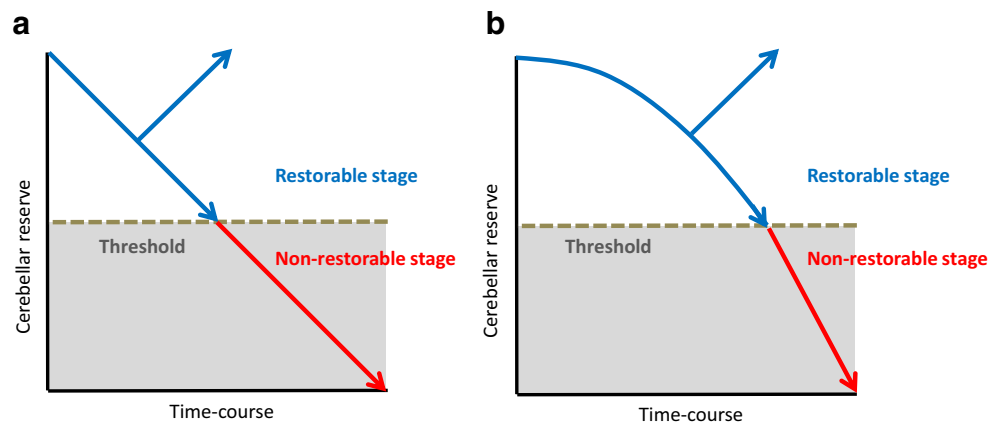 a
Cerebellar reserve
Restorable stage
Threshold
Non-restorable stage
Time-course
b
Cerebellar reserve
Restorable stage
Threshold
Non-restorable stage
Time-course